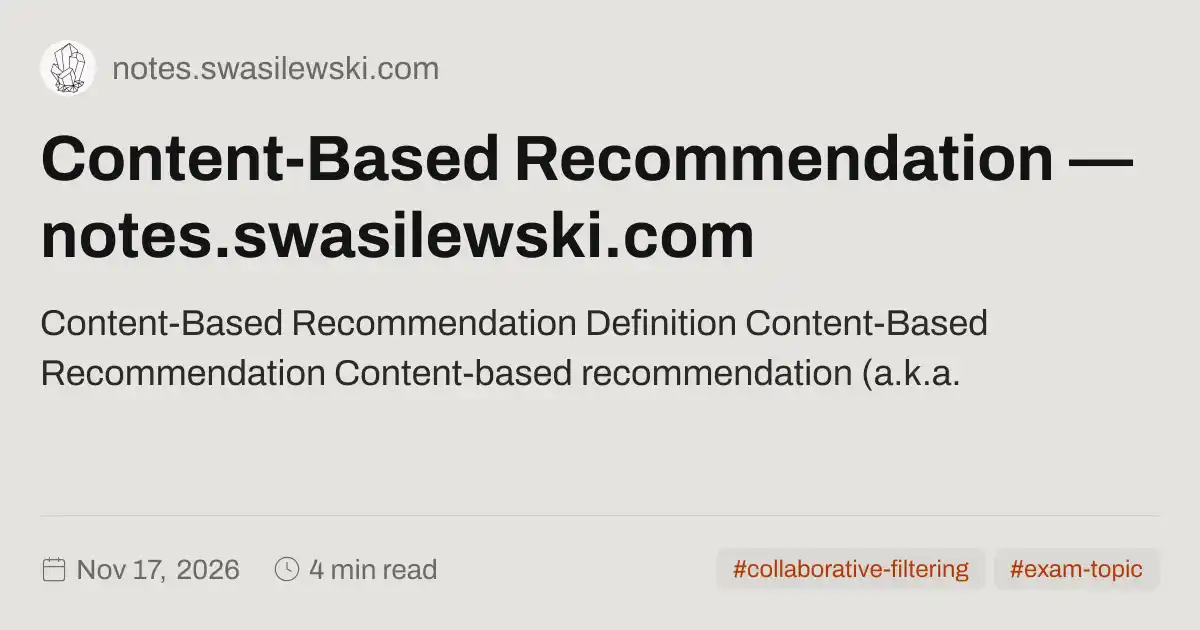 notes.swasilewski.com
Content-Based Recommendation —
notes.swasilewski.com
Content-Based Recommendation Definition Content-Based
Recommendation Content-based recommendation (a.k.a.
Nov 17, 2026
4 min read
#collaborative-filtering
#exam-topic